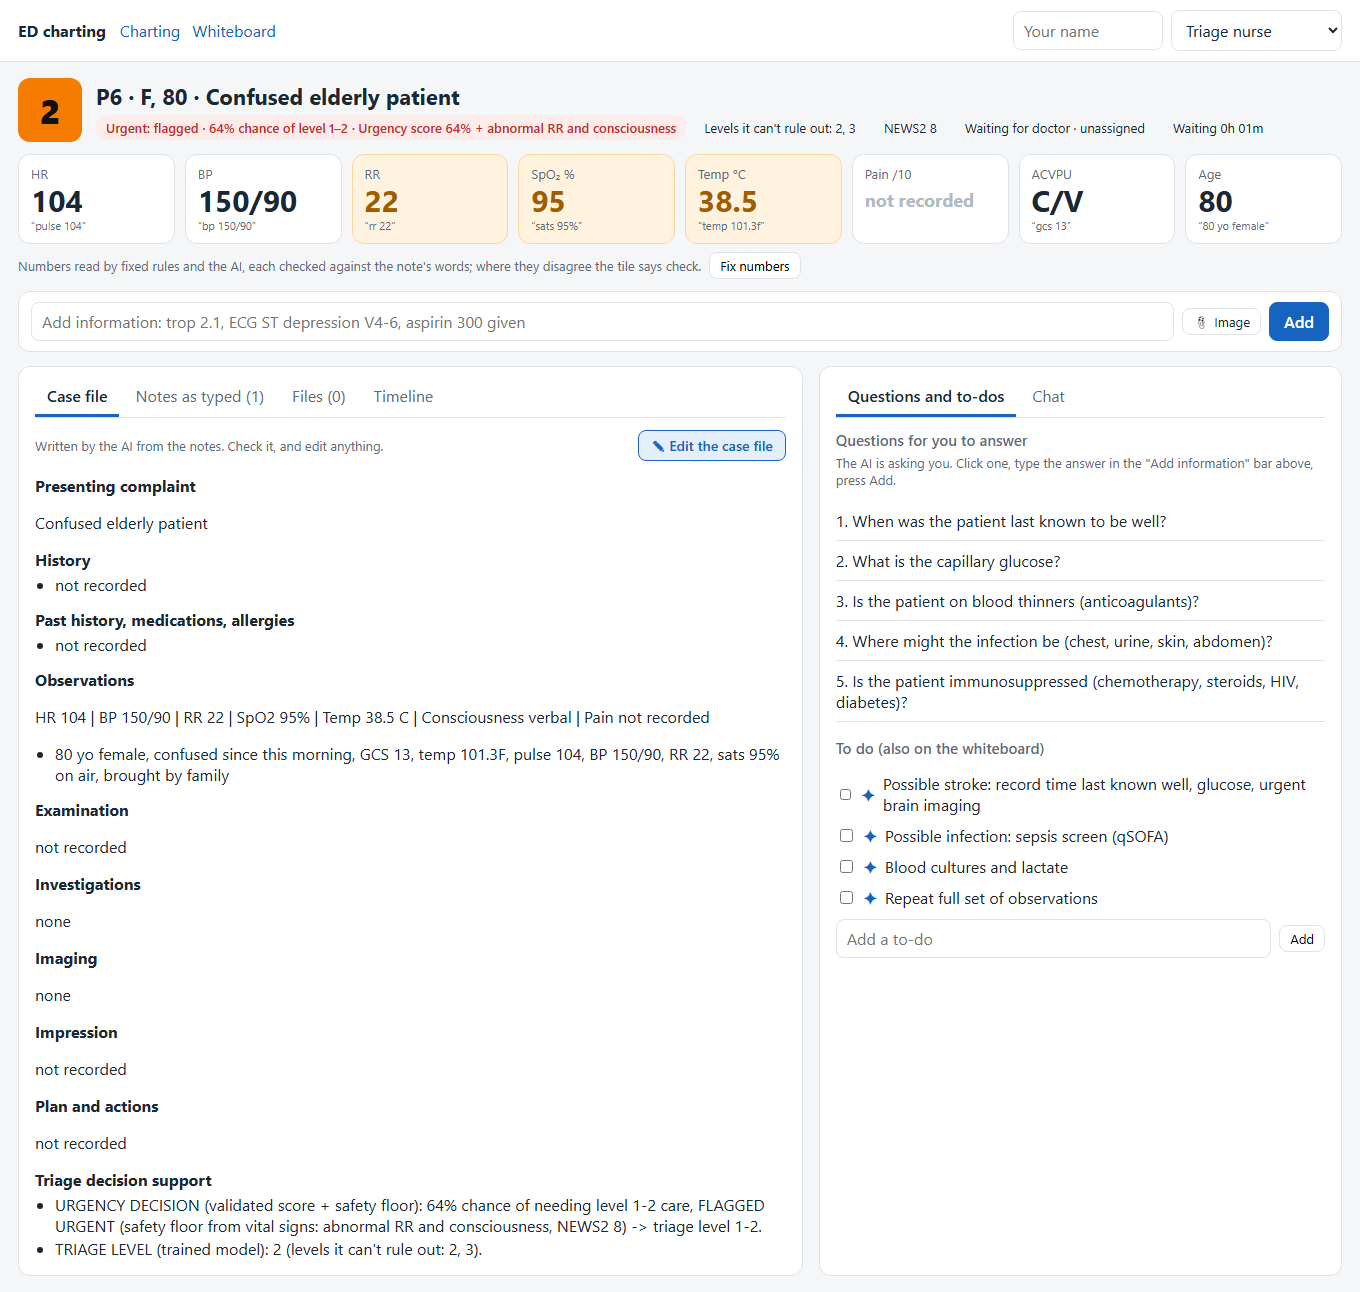 ED charting Charting Whiteboard Your name Triage nurse
2
P6 · F, 80 · Confused elderly patient
Urgent: flagged · 64% chance of level 1–2 · Urgency score 64% + abnormal RR and consciousness Levels it can't rule out: 2, 3 NEWS2 8 Waiting for doctor · unassigned Waiting 0h 01m
HR
104
“pulse 104”
BP
150/90
“bp 150/90”
RR
22
“rr 22”
SpO₂ %
95
“sats 95%”
Temp °C
38.5
“temp 101.3f”
Pain /10
not recorded
ACVPU
C/V
“gcs 13”
Age
80
“80 yo female”
Numbers read by fixed rules and the AI, each checked against the note's words; where they disagree the tile says check. Fix numbers
Add information: trop 2.1, ECG ST depression V4-6, aspirin 300 given Image Add
Case file Notes as typed (1) Files (0) Timeline
Written by the AI from the notes. Check it, and edit anything. Edit the case file
Presenting complaint
Confused elderly patient
History
• not recorded
Past history, medications, allergies
• not recorded
Observations
HR 104 | BP 150/90 | RR 22 | SpO2 95% | Temp 38.5 C | Consciousness verbal | Pain not recorded
• 80 yo female, confused since this morning, GCS 13, temp 101.3F, pulse 104, BP 150/90, RR 22, sats 95%
on air, brought by family
Examination
not recorded
Investigations
none
Imaging
none
Impression
not recorded
Plan and actions
not recorded
Triage decision support
• URGENCY DECISION (validated score + safety floor): 64% chance of needing level 1-2 care, FLAGGED
URGENT (safety floor from vital signs: abnormal RR and consciousness, NEWS2 8) -> triage level 1-2.
• TRIAGE LEVEL (trained model): 2 (levels it can't rule out: 2, 3).
Questions and to-dos Chat
Questions for you to answer
The AI is asking you. Click one, type the answer in the "Add information" bar above,
press Add.
1. When was the patient last known to be well?
2. What is the capillary glucose?
3. Is the patient on blood thinners (anticoagulants)?
4. Where might the infection be (chest, urine, skin, abdomen)?
5. Is the patient immunosuppressed (chemotherapy, steroids, HIV,
diabetes)?
To do (also on the whiteboard)
Possible stroke: record time last known well, glucose, urgent
brain imaging
Possible infection: sepsis screen (qSOFA)
Blood cultures and lactate
Repeat full set of observations
Add a to-do Add